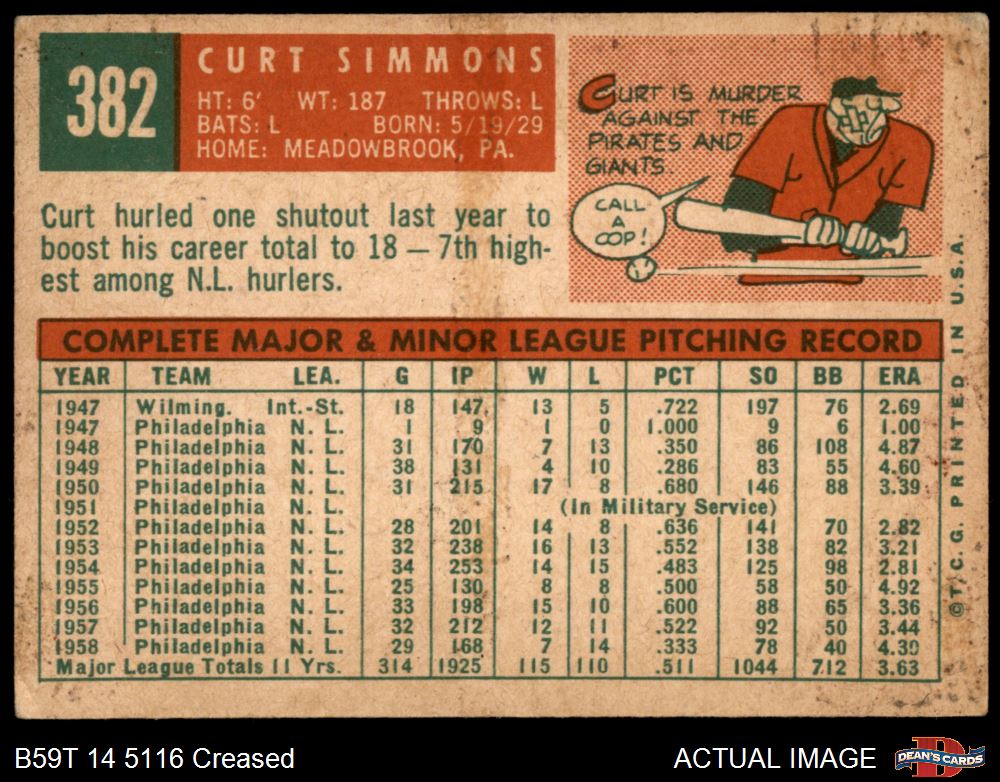 382
CURT SIMMONS
HT: 6' WT: 187 THROWS: L
BATS: L BORN: 5/19/29
HOME: MEADOWBROOK, PA.
CURT IS MURDER
AGAINST THE
PIRATES AND
GIANTS.
CALL
A
COP!
Curt hurled one shutout last year to
boost his career total to 18 — 7th high-
est among N.L. hurlers.
COMPLETE MAJOR & MINOR LEAGUE PITCHING RECORD
YEAR TEAM LEA. G IP W L PCT SO BB ERA
1947 Wilming. Int.-St. 18 147 13 5 .722 197 76 2.69
1947 Philadelphia N. L. 1 9 1 0 1.000 9 6 1.00
1948 Philadelphia N. L. 31 170 7 13 .350 86 108 4.87
1949 Philadelphia N. L. 38 131 4 10 .286 83 55 4.60
1950 Philadelphia N. L. 31 215 17 8 .680 146 88 3.39
1951 Philadelphia N. L. (In Military Service)
1952 Philadelphia N. L. 28 201 14 8 .636 141 70 2.82
1953 Philadelphia N. L. 32 238 16 13 .552 138 82 3.21
1954 Philadelphia N. L. 34 253 14 15 .483 125 98 2.81
1955 Philadelphia N. L. 25 130 8 8 .500 58 50 4.92
1956 Philadelphia N. L. 33 198 15 10 .600 88 65 3.36
1957 Philadelphia N. L. 32 212 12 11 .522 92 50 3.44
1958 Philadelphia N. L. 29 168 7 14 .333 78 40 4.39
Major League Totals 11 Yrs. 314 1925 115 110 .511 1044 712 3.63
©T.C.G. PRINTED IN U.S.A.
B59T 14 5116 Creased
ACTUAL IMAGE
DEAN'S CARDS